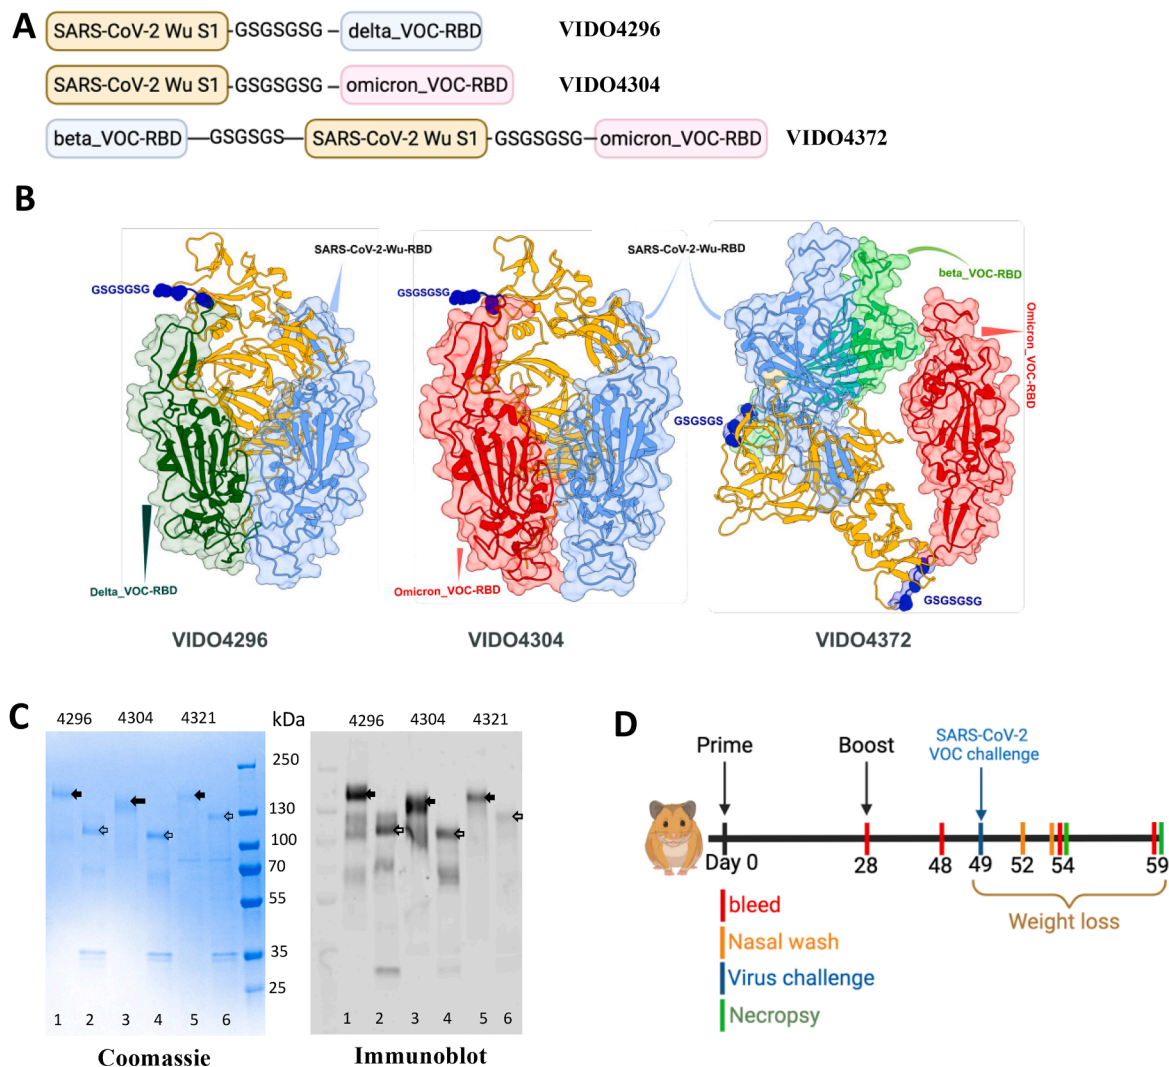 A
SARS-CoV-2 Wu S1 GSGSGSG delta_VOC-RBD VIDO4296
SARS-CoV-2 Wu S1 GSGSGSG omicron_VOC-RBD VIDO4304
beta_VOC-RBD GSGSGS SARS-CoV-2 Wu S1 GSGSGSG omicron_VOC-RBD VIDO4372
B
SARS-CoV-2-Wu-RBD
GSGSGSG
Delta_VOC-RBD
VIDO4296
SARS-CoV-2-Wu-RBD
GSGSGSG
Omicron_VOC-RBD
VIDO4304
beta_VOC-RBD
Omicron_VOC-RBD
GSGSGS
GSGSGSG
VIDO4372
C
4296 4304 4321 kDa 4296 4304 4321
250
130
100
70
55
35
25
1 2 3 4 5 6
1 2 3 4 5 6
Coomassie
Immunoblot
D
Prime
Boost
SARS-CoV-2
VOC challenge
Day 0 28 48 49 52 54 59
Weight loss
bleed
Nasal wash
Virus challenge
Necropsy